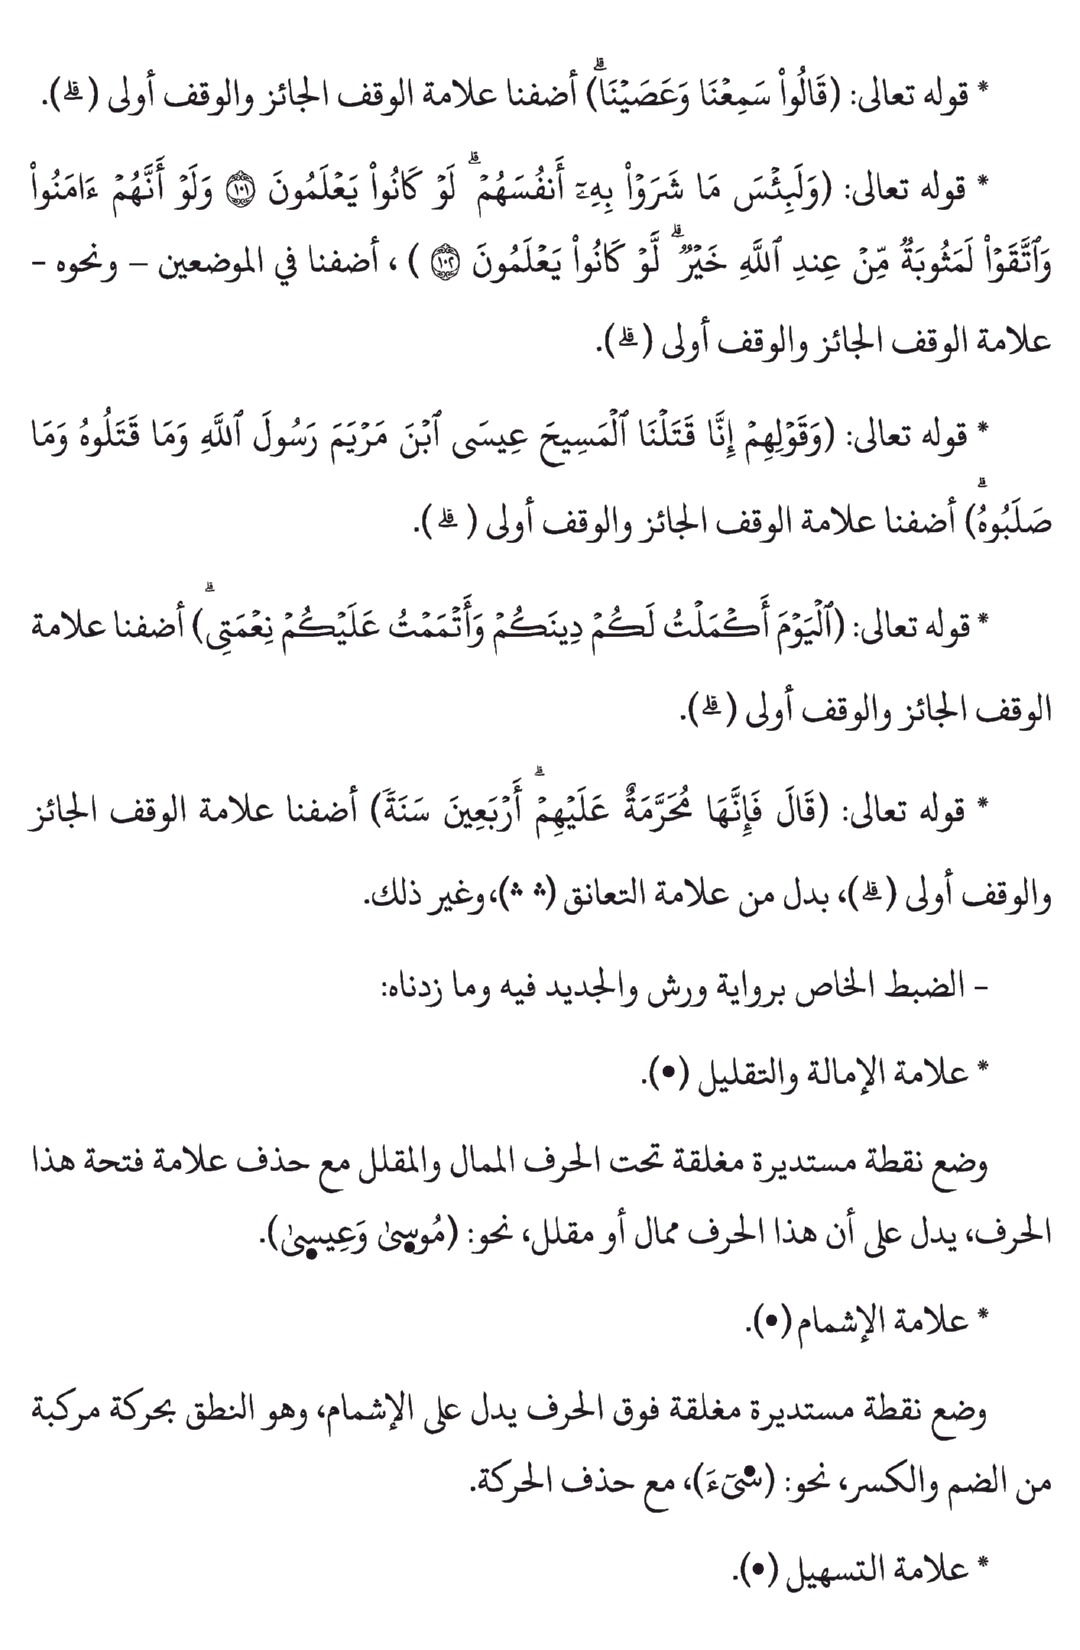 * قوله تعالى: (قَالُواْ سَمِعۡنَا وَعَصَيۡنَاۗ) أضفنا علامة الوقف الجائز والوقف أولى (ۗ).
* قوله تعالى: (وَلَبِئۡسَ مَا شَرَوۡاْ بِهِۦٓ أَنفُسَهُمۡۗ لَوۡ كَانُواْ يَعۡلَمُونَ ١٠١ وَلَوۡ أَنَّهُمۡ ءَامَنُواْ
وَٱتَّقَوۡاْ لَمَثُوبَةٞ مِّنۡ عِندِ ٱللَّهِ خَيۡرٞۗ لَّوۡ كَانُواْ يَعۡلَمُونَ ١٠٢ ) ، أضفنا في الموضعين – ونحوه -
علامة الوقف الجائز والوقف أولى (ۗ).
* قوله تعالى: (وَقَوۡلِهِمۡ إِنَّا قَتَلۡنَا ٱلۡمَسِيحَ عِيسَى ٱبۡنَ مَرۡيَمَ رَسُولَ ٱللَّهِ وَمَا قَتَلُوهُ وَمَا
صَلَبُوهُۗ) أضفنا علامة الوقف الجائز والوقف أولى (ۗ).
* قوله تعالى: (ٱلۡيَوۡمَ أَكۡمَلۡتُ لَكُمۡ دِينَكُمۡ وَأَتۡمَمۡتُ عَلَيۡكُمۡ نِعۡمَتِيۗ) أضفنا علامة
الوقف الجائز والوقف أولى (ۗ).
* قوله تعالى: (قَالَ فَإِنَّهَا مُحَرَّمَةٌ عَلَيۡهِمۡۗ أَرۡبَعِينَ سَنَةٗ) أضفنا علامة الوقف الجائز
والوقف أولى (ۗ)، بدل من علامة التعانق (ۛ ۛ)،وغير ذلك.
- الضبط الخاص برواية ورش والجديد فيه وما زدناه:
* علامة الإمالة والتقليل (●).
وضع نقطة مستديرة مغلقة تحت الحرف الممال والمقلل مع حذف علامة فتحة هذا
الحرف، يدل على أن هذا الحرف ممال أو مقلل، نحو: (مُوسۭىٰ وَعِيسۭىٰ).
* علامة الإشمام (●).
وضع نقطة مستديرة مغلقة فوق الحرف يدل على الإشمام، وهو النطق بحركة مركبة
من الضم والكسر، نحو: (س۬يٓءَ)، مع حذف الحركة.
* علامة التسهيل (●).